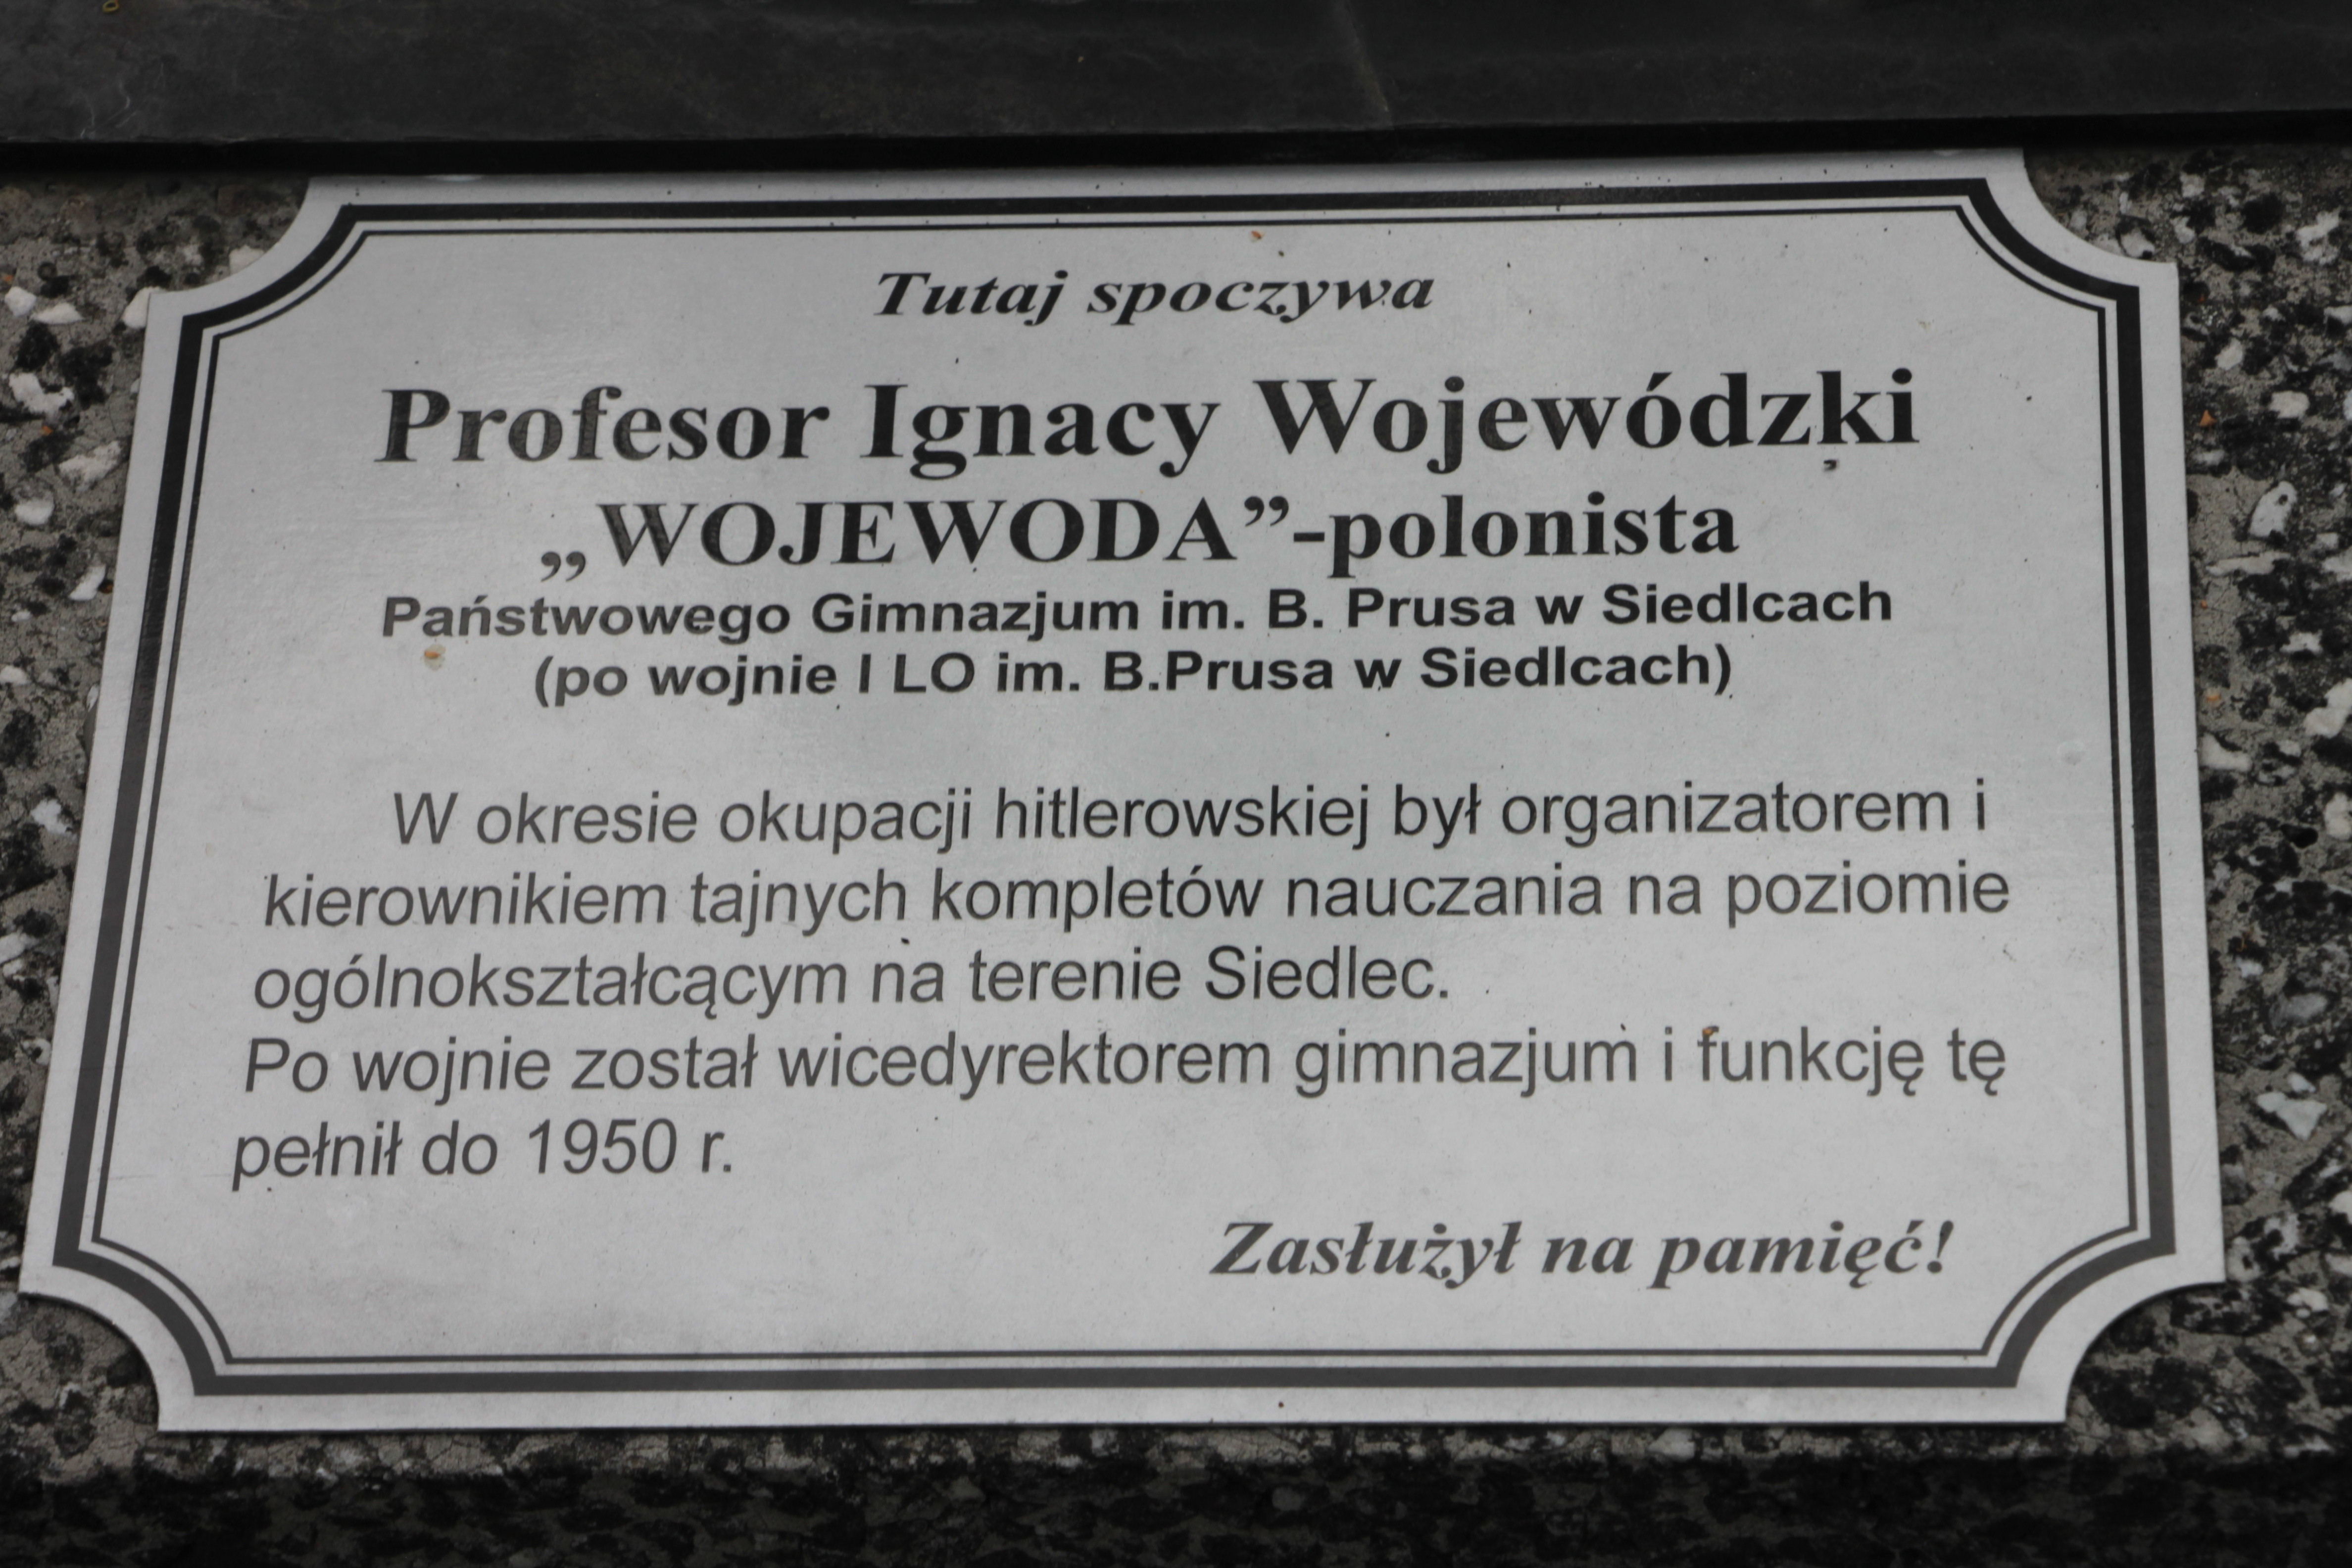 Tutaj spoczywa
Profesor Ignacy Wojewódzki
„WOJEWODA”-polonista
Państwowego Gimnazjum im. B. Prusa w Siedlcach
(po wojnie I LO im. B.Prusa w Siedlcach)
W okresie okupacji hitlerowskiej był organizatorem i
kierownikiem tajnych kompletów nauczania na poziomie
ogólnokształcącym na terenie Siedlec.
Po wojnie został wicedyrektorem gimnazjum i funkcję tę
pełnił do 1950 r.
Zasłużył na pamięć!